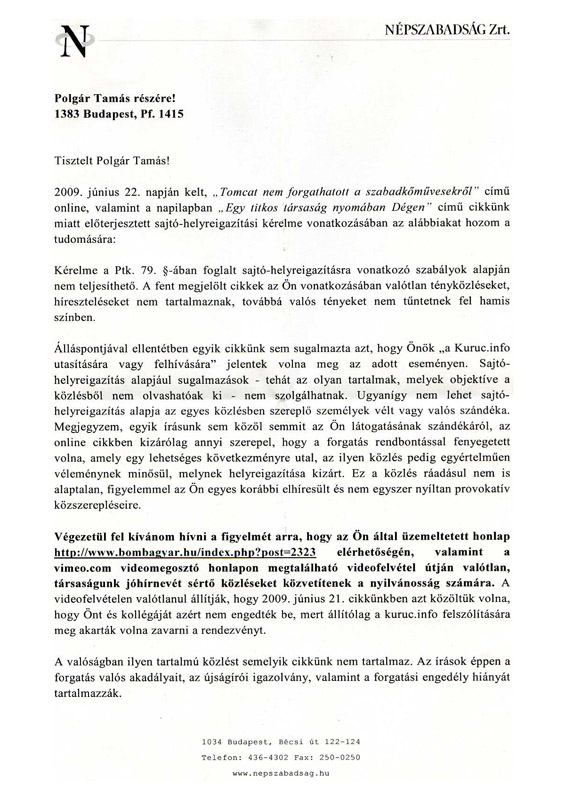 N
NÉPSZABADSÁG Zrt.
Polgár Tamás részére!
1383 Budapest, Pf. 1415
Tisztelt Polgár Tamás!
2009. június 22. napján kelt, „Tomcat nem forgathatott a szabadkőművesekről” című
online, valamint a napilapban „Egy titkos társaság nyomában Dégen” című cikkünk
miatt előterjesztett sajtó-helyreigazítási kérelme vonatkozásában az alábbiakat hozom a
tudomására:
Kérelme a Ptk. 79. §-ában foglalt sajtó-helyreigazításra vonatkozó szabályok alapján
nem teljesíthető. A fent megjelölt cikkek az Ön vonatkozásában valótlan tényközléseket,
híreszteléseket nem tartalmaznak, továbbá valós tényeket nem tűntetnek fel hamis
színben.
Álláspontjával ellentétben egyik cikkünk sem sugalmazta azt, hogy Önök „a Kuruc.info
utasítására vagy felhívására” jelentek volna meg az adott eseményen. Sajtó-
helyreigazítás alapjául sugalmazások - tehát az olyan tartalmak, melyek objektíve a
közlésből nem olvashatóak ki - nem szolgálhatnak. Ugyanígy nem lehet sajtó-
helyreigazítás alapja az egyes közlésben szereplő személyek vélt vagy valós szándéka.
Megjegyzem, egyik írásunk sem közöl semmit az Ön látogatásának szándékáról, az
online cikkben kizárólag annyi szerepel, hogy a forgatás rendbontással fenyegetett
volna, amely egy lehetséges következményre utal, az ilyen közlés pedig egyértelműen
véleménynek minősül, melynek helyreigazítása kizárt. Ez a közlés ráadásul nem is
alaptalan, figyelemmel az Ön egyes korábbi elhíresült és nem egyszer nyíltan provokatív
közszerepléseire.
Végezetül fel kívánom hívni a figyelmét arra, hogy az Ön által üzemeltetett honlap
http://www.bombagyar.hu/index.php?post=2323 elérhetőségén, valamint a
vimeo.com videomegosztó honlapon megtalálható videofelvétel útján valótlan,
társaságunk jóhírnevét sértő közléseket közvetítenek a nyilvánosság számára. A
videofelvételen valótlanul állítják, hogy 2009. június 21. cikkünkben azt közöltük volna,
hogy Önt és kollégáját azért nem engedték be, mert állítólag a kuruc.info felszólítására
meg akarták volna zavarni a rendezvényt.
A valóságban ilyen tartalmú közlést semelyik cikkünk nem tartalmaz. Az írások éppen a
forgatás valós akadályait, az újságírói igazolvány, valamint a forgatási engedély hiányát
tartalmazzák.
1034 Budapest, Bécsi út 122-124
Telefon: 436-4302 Fax: 250-0250
www.nepszabadsag.hu